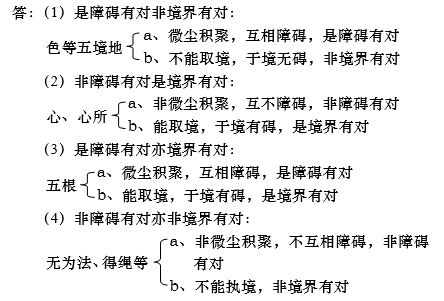 答：(1) 是障碍有对非境界有对：
色等五境地
a、微尘积聚，互相障碍，是障碍有对
b、不能取境，于境无碍，非境界有对
(2) 非障碍有对是境界有对：
心、心所
a、非微尘积聚，互不障碍，非障碍有对
b、能取境，于境有碍，是境界有对
(3) 是障碍有对亦境界有对：
五根
a、微尘积聚，互相障碍，是障碍有对
b、能取境，于境有碍，是境界有对
(4) 非障碍有对亦非境界有对：
无为法、得绳等
a、非微尘积聚，不互相障碍，非障碍
有对
b、不能执境，非境界有对